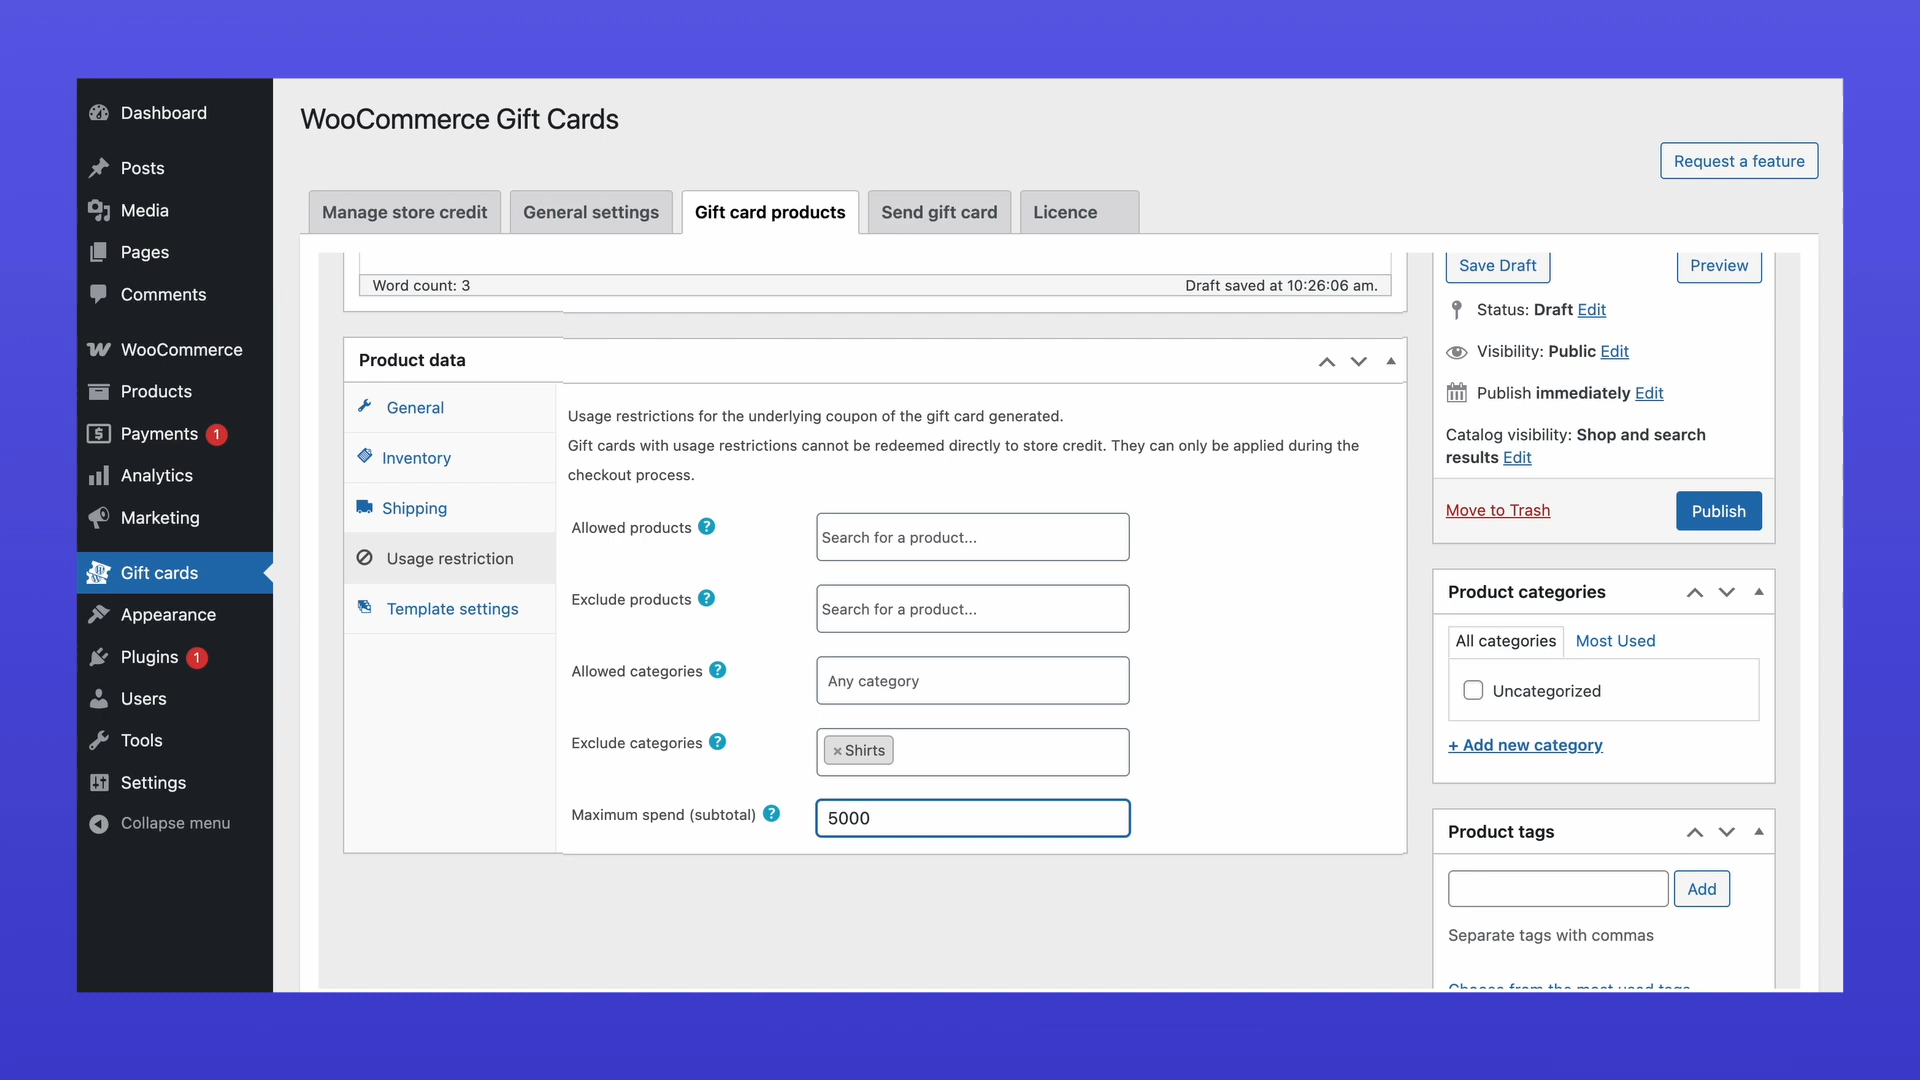 Dashboard
Posts
Media
Pages
Comments
WooCommerce
Products
Payments 1
Analytics
Marketing
Gift cards
Appearance
Plugins 1
Users
Tools
Settings
Collapse menu
WooCommerce Gift Cards
Request a feature
Manage store credit
General settings
Gift card products
Send gift card
Licence
Word count: 3
Draft saved at 10:26:06 am.
Product data
General
Inventory
Shipping
Usage restriction
Template settings
Usage restrictions for the underlying coupon of the gift card generated.
Gift cards with usage restrictions cannot be redeemed directly to store credit. They can only be applied during the
checkout process.
Allowed products ?
Search for a product...
Exclude products ?
Search for a product...
Allowed categories ?
Any category
Exclude categories ?
× Shirts
Maximum spend (subtotal) ?
5000
Save Draft
Preview
Status: Draft Edit
Visibility: Public Edit
Publish immediately Edit
Catalog visibility: Shop and search
results Edit
Move to Trash
Publish
Product categories
All categories
Most Used
Uncategorized
+ Add new category
Product tags
Add
Separate tags with commas
Choose from the most used tags